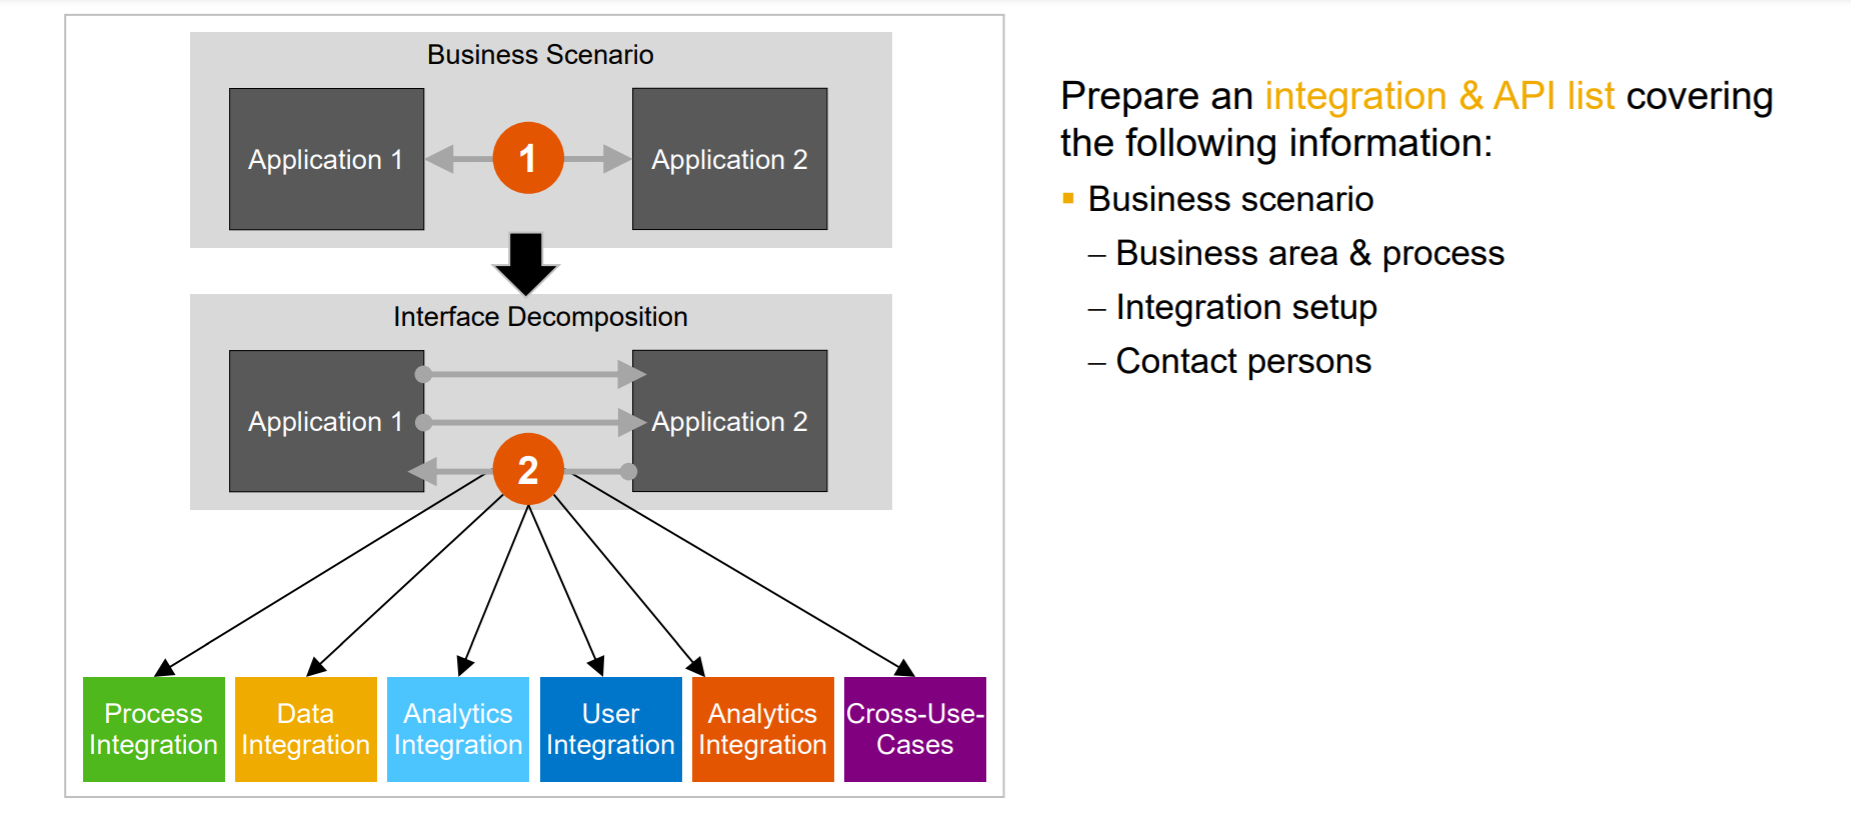 Business Scenario
Application 1
1
Application 2
Interface Decomposition
Application 1
Application 2
2
Process
Integration
Data
Integration
Analytics
Integration
User
Integration
Analytics
Integration
Cross-Use-
Cases
Prepare an integration & API list covering
the following information:
▪ Business scenario
– Business area & process
– Integration setup
– Contact persons